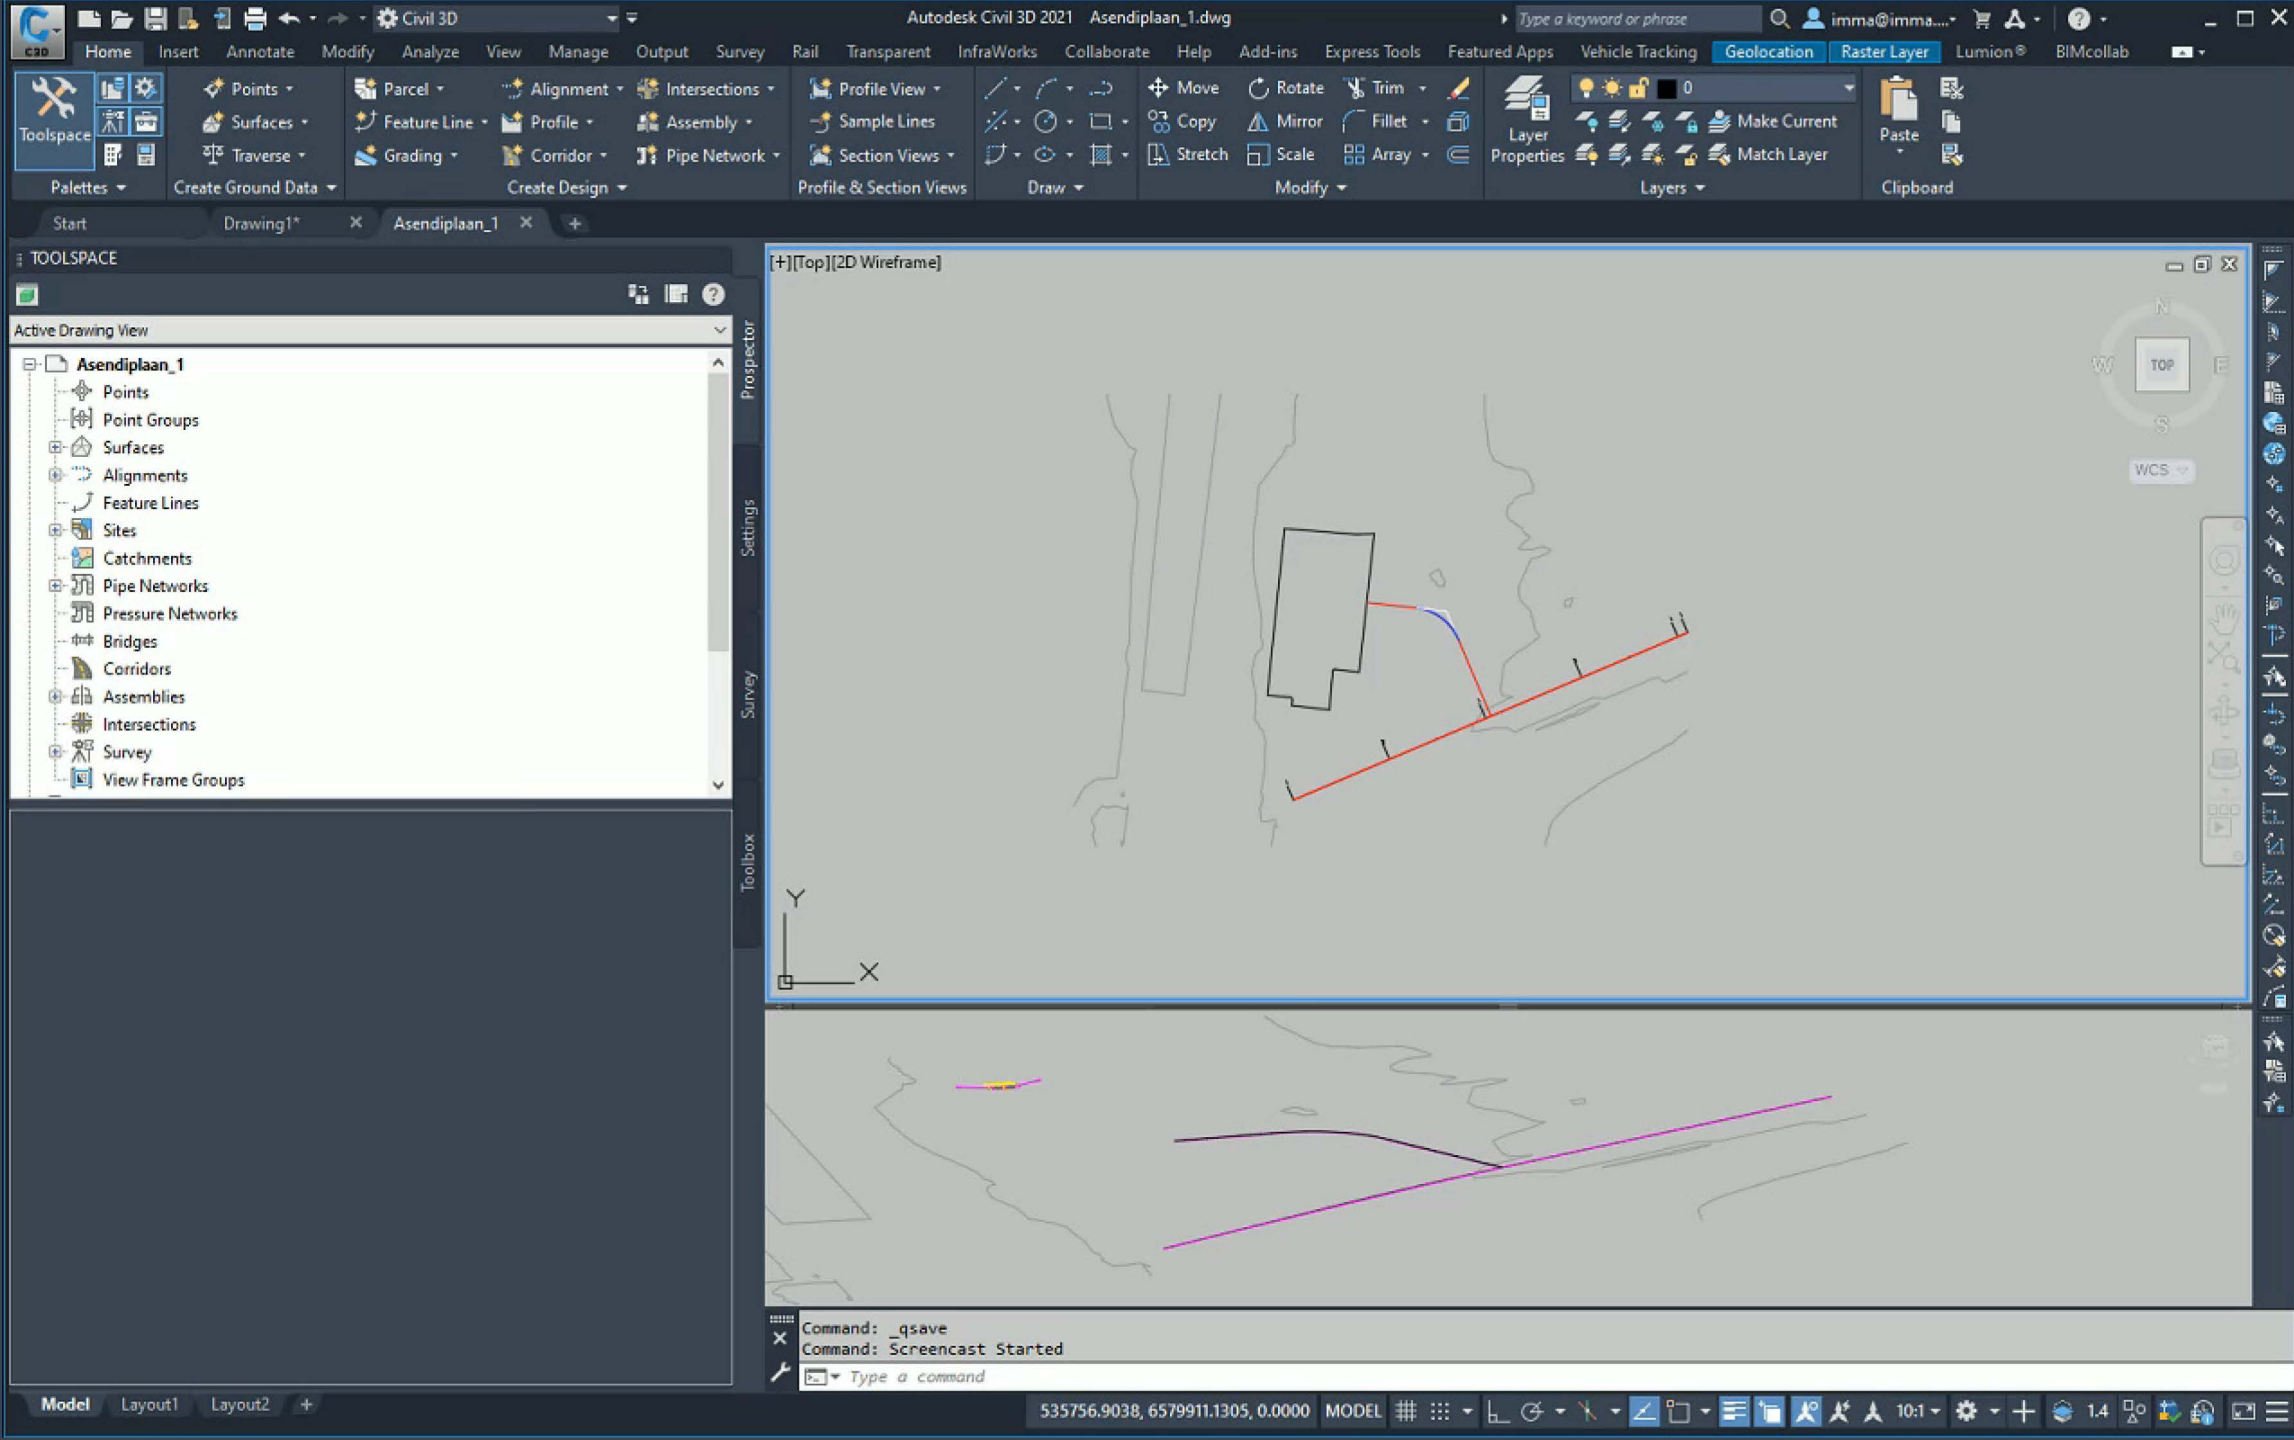 Civil 3D
Autodesk Civil 3D 2021 Asendiplaan_1.dwg
Type a keyword or phrase
imma@imma....
C3D
Home Insert Annotate Modify Analyze View Manage Output Survey Rail Transparent InfraWorks Collaborate Help Add-ins Express Tools Featured Apps Vehicle Tracking Geolocation Raster Layer Lumion® BIMcollab
Toolspace
Points
Surfaces
Traverse
Parcel
Feature Line
Grading
Alignment
Profile
Corridor
Intersections
Assembly
Pipe Network
Profile View
Sample Lines
Section Views
Move
Copy
Stretch
Rotate
Mirror
Scale
Trim
Fillet
Array
Layer
Properties
0
Make Current
Match Layer
Paste
Palettes Create Ground Data Create Design Profile & Section Views Draw Modify Layers Clipboard
Start Drawing1* Asendiplaan_1
TOOLSPACE
Active Drawing View
Asendiplaan_1
Points
Point Groups
Surfaces
Alignments
Feature Lines
Sites
Catchments
Pipe Networks
Pressure Networks
Bridges
Corridors
Assemblies
Intersections
Survey
View Frame Groups
Prospector
Settings
Survey
Toolbox
[+][Top][2D Wireframe]
N
W TOP E
S
WCS
Y
X
Command: _qsave
Command: Screencast Started
Type a command
Model Layout1 Layout2
535756.9038, 6579911.1305, 0.0000 MODEL 10:1 1.4